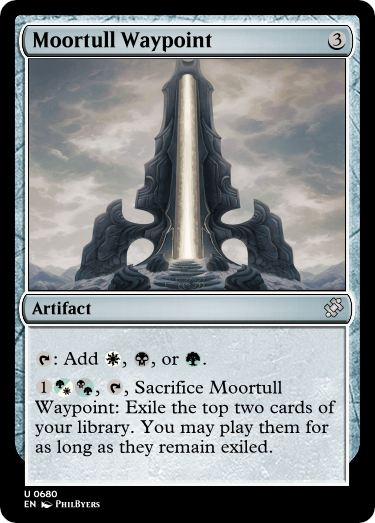 Moortull Waypoint 3
Artifact
: Add , , or .
1 , , Sacrifice Moortull
Waypoint: Exile the top two cards of
your library. You may play them for
as long as they remain exiled.
U 0680
EN PhilByers